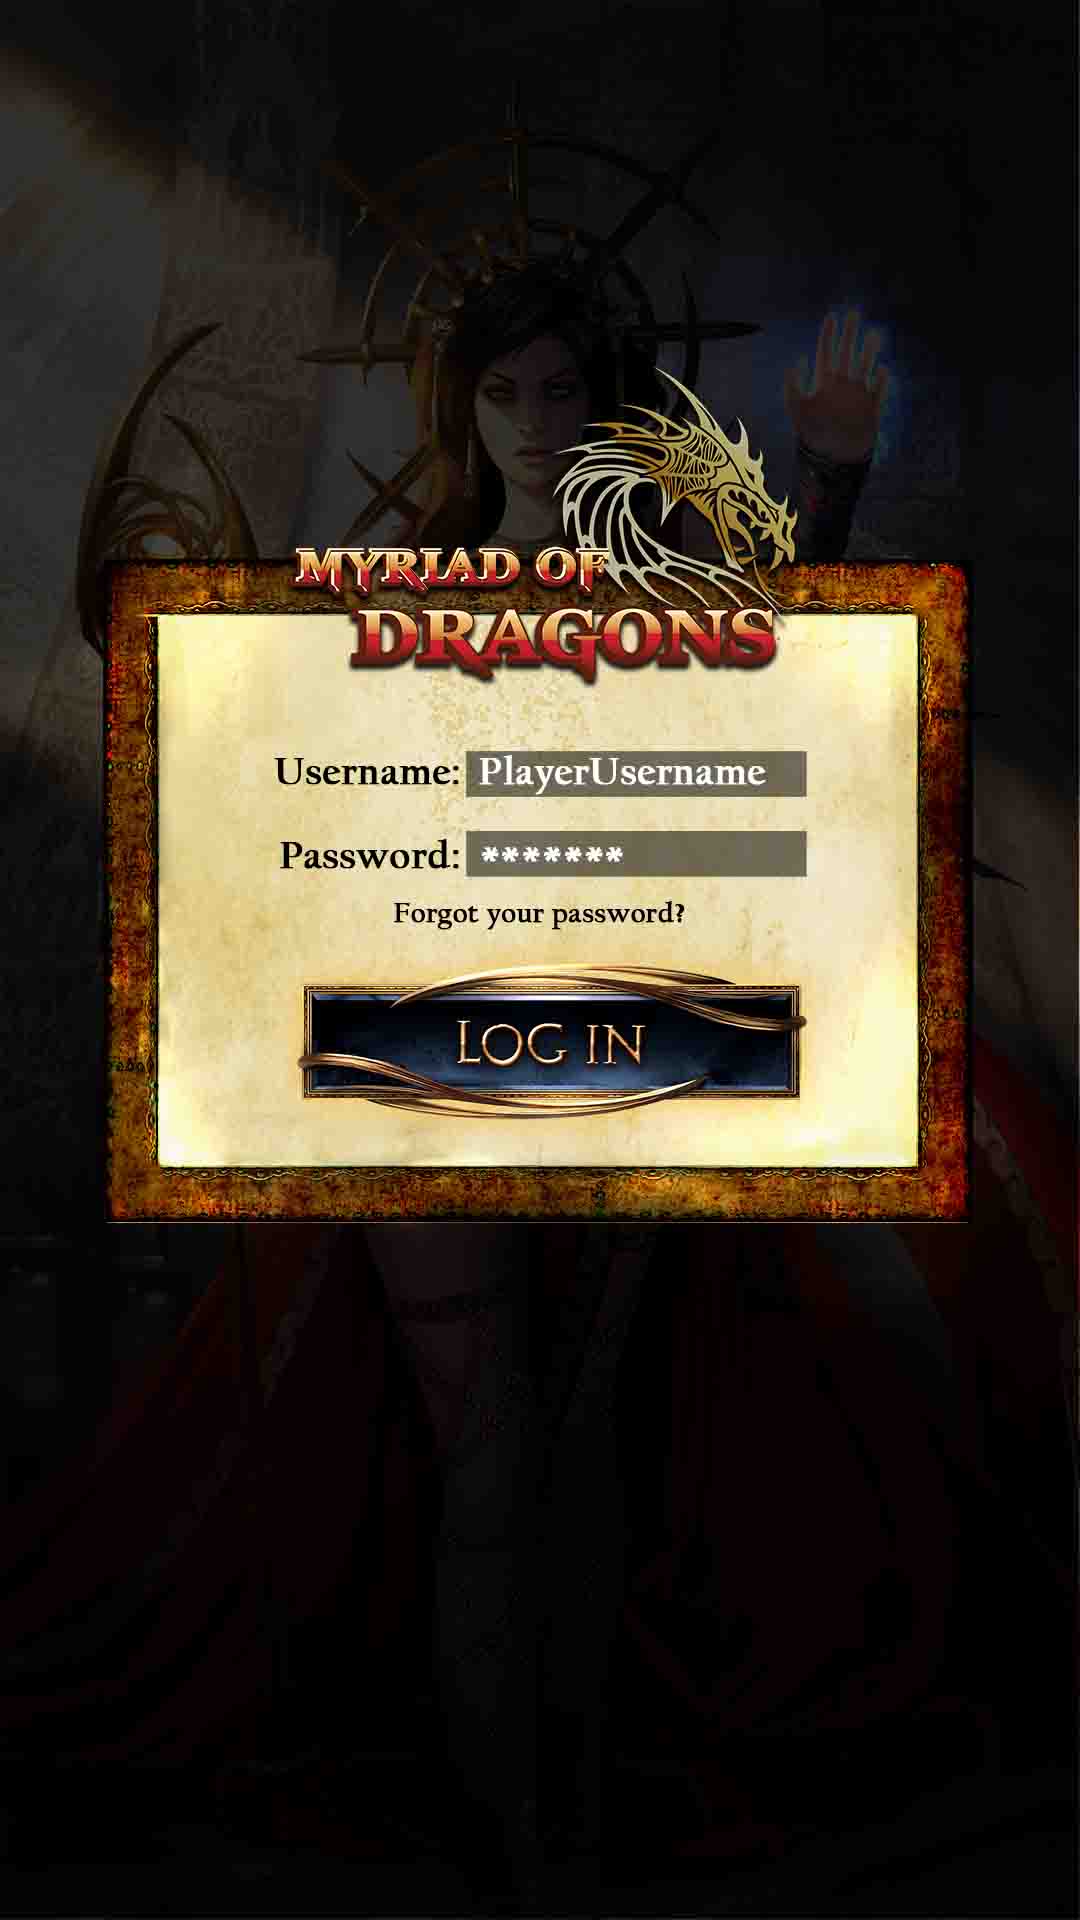 MYRIAD OF
DRAGONS
Username: PlayerUsername
Password: *******
Forgot your password?
LOG IN